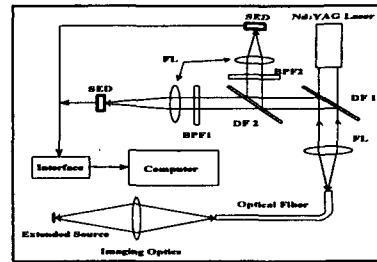 SED
Nd:YAG Laser
FL
BPF2
SED
DF 1
DF 2
BPF1
FL
Interface
Computer
Optical Fiber
Extended Source
Imaging Optics